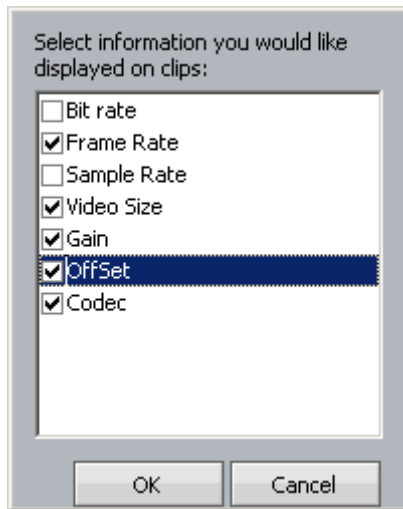 Select information you would like
displayed on clips:
Bit rate
Frame Rate
Sample Rate
Video Size
Gain
OffSet
Codec
OK
Cancel